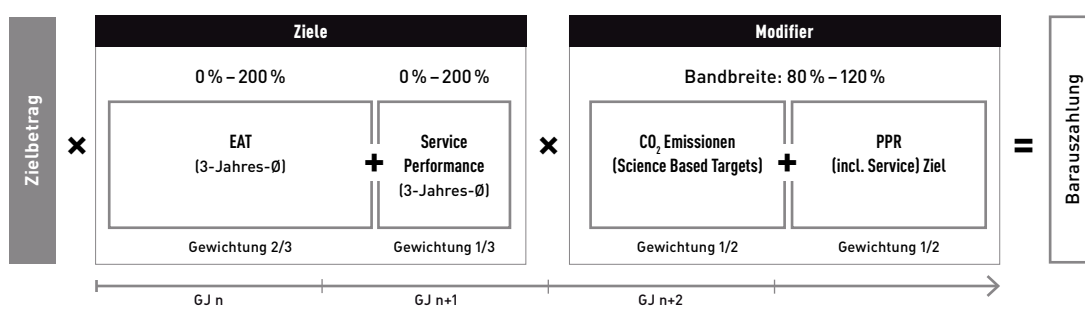 Zielbetrag
×
Ziele
0 % – 200 %
0 % – 200 %
EAT
(3-Jahres-Ø)
+
Service
Performance
(3-Jahres-Ø)
Gewichtung 2/3
Gewichtung 1/3
×
Modifier
Bandbreite: 80 % – 120 %
CO₂ Emissionen
(Science Based Targets)
+
PPR
(incl. Service) Ziel
Gewichtung 1/2
Gewichtung 1/2
=
Barauszahlung
GJ n
GJ n+1
GJ n+2